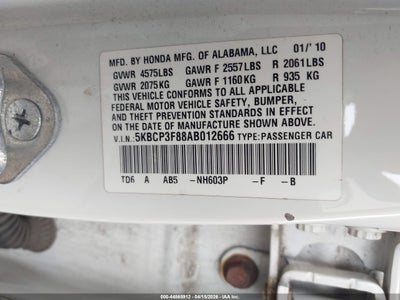 MFD. BY HONDA MFG. OF ALABAMA, LLC 01/'10
GVWR 4575LBS GAWR F 2557LBS R 2061LBS
GVWR 2075KG GAWR F 1160KG R 935 KG
THIS VEHICLE CONFORMS TO ALL APPLICABLE
FEDERAL MOTOR VEHICLE SAFETY, BUMPER,
AND THEFT PREVENTION STANDARDS IN EFFECT
ON THE DATE OF MANUFACTURE SHOWN ABOVE.
V.I.N.: 5KBCP3F88AB012666 TYPE: PASSENGER CAR
TD6 A AB5 -NH603P -F -B
000-44868913 - 04/15/2026 - IAAI, Inc.